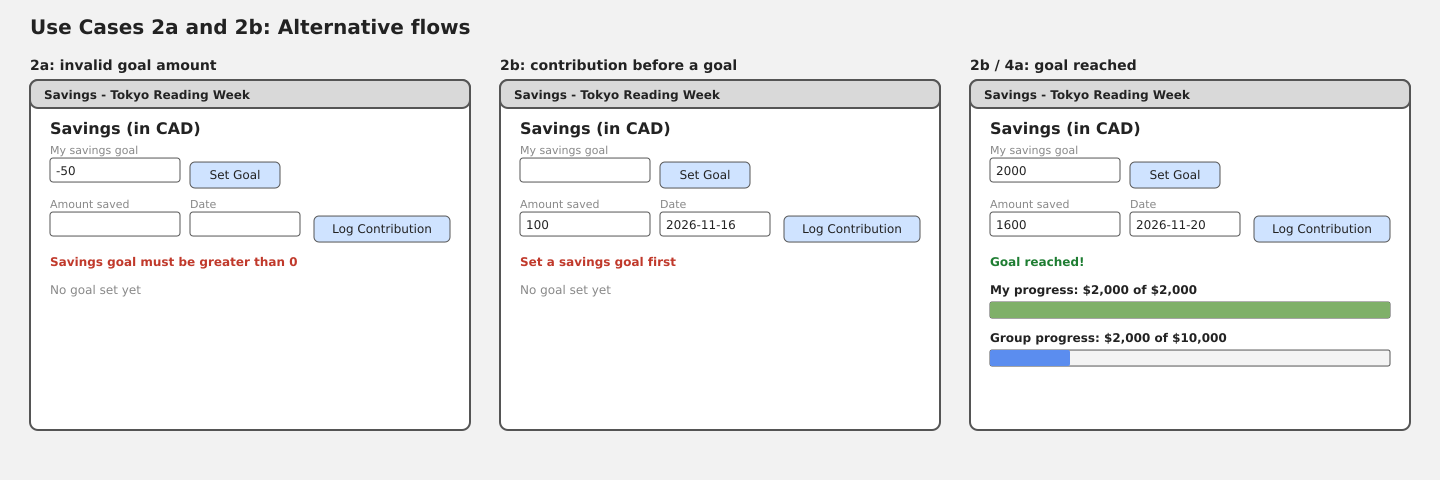 Use Cases 2a and 2b: Alternative flows
2a: invalid goal amount
Savings - Tokyo Reading Week
Savings (in CAD)
My savings goal
-50
Set Goal
Amount saved
Date
Log Contribution
Savings goal must be greater than 0
No goal set yet
2b: contribution before a goal
Savings - Tokyo Reading Week
Savings (in CAD)
My savings goal
Set Goal
Amount saved
Date
100
2026-11-16
Log Contribution
Set a savings goal first
No goal set yet
2b / 4a: goal reached
Savings - Tokyo Reading Week
Savings (in CAD)
My savings goal
2000
Set Goal
Amount saved
Date
1600
2026-11-20
Log Contribution
Goal reached!
My progress: $2,000 of $2,000
Group progress: $2,000 of $10,000